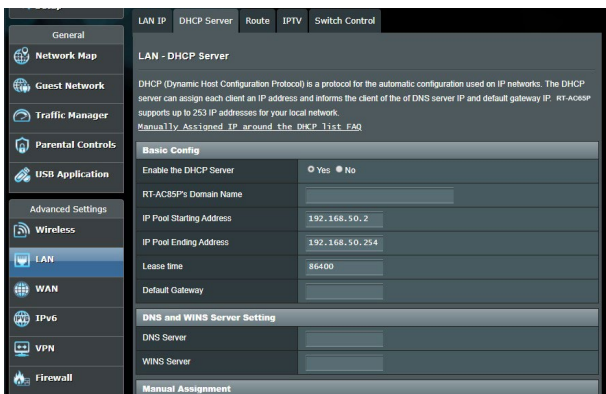 General
Network Map
Guest Network
Traffic Manager
Parental Controls
USB Application
Advanced Settings
Wireless
LAN
WAN
IPv6
VPN
Firewall
LAN IP DHCP Server Route IPTV Switch Control
LAN - DHCP Server
DHCP (Dynamic Host Configuration Protocol) is a protocol for the automatic configuration used on IP networks. The DHCP
server can assign each client an IP address and informs the client of the of DNS server IP and default gateway IP. RT-AC65P
supports up to 253 IP addresses for your local network.
Manually Assigned IP around the DHCP list FAQ
Basic Config
Enable the DHCP Server Yes No
RT-AC85P's Domain Name
IP Pool Starting Address 192.168.50.2
IP Pool Ending Address 192.168.50.254
Lease time 86400
Default Gateway
DNS and WINS Server Setting
DNS Server
WINS Server
Manual Assignment